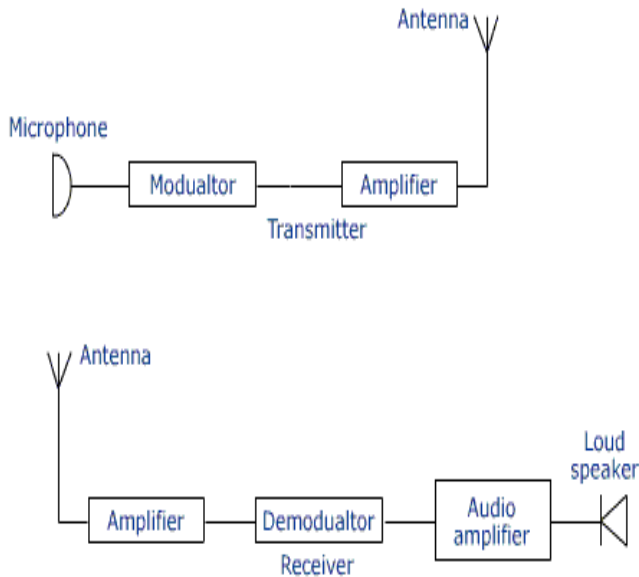 Antenna
Microphone
Modualtor
Amplifier
Transmitter
Antenna
Loud
speaker
Amplifier
Demodualtor
Audio
amplifier
Receiver